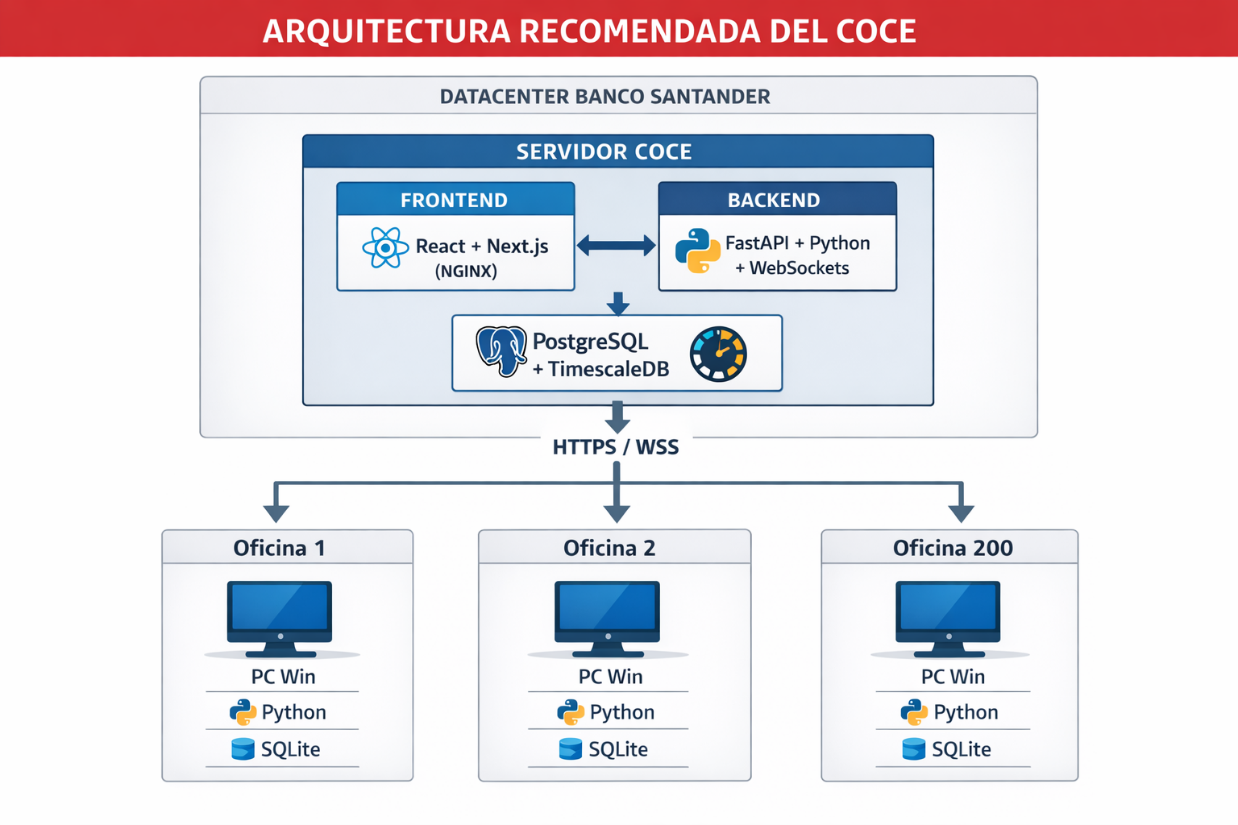 ARQUITECTURA RECOMENDADA DEL COCE
DATACENTER BANCO SANTANDER
SERVIDOR COCE
FRONTEND
React + Next.js
(NGINX)
BACKEND
FastAPI + Python
+ WebSockets
PostgreSQL
+ TimescaleDB
HTTPS / WSS
Oficina 1
PC Win
Python
SQLite
Oficina 2
PC Win
Python
SQLite
Oficina 200
PC Win
Python
SQLite